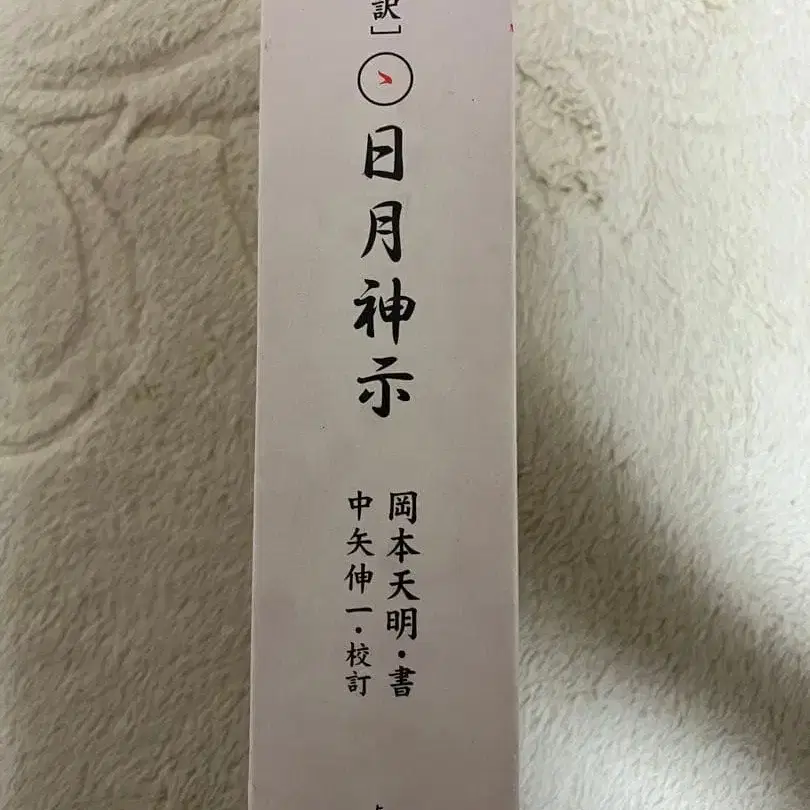 訳］
日月神示
岡本天明・書
中矢伸一・校訂